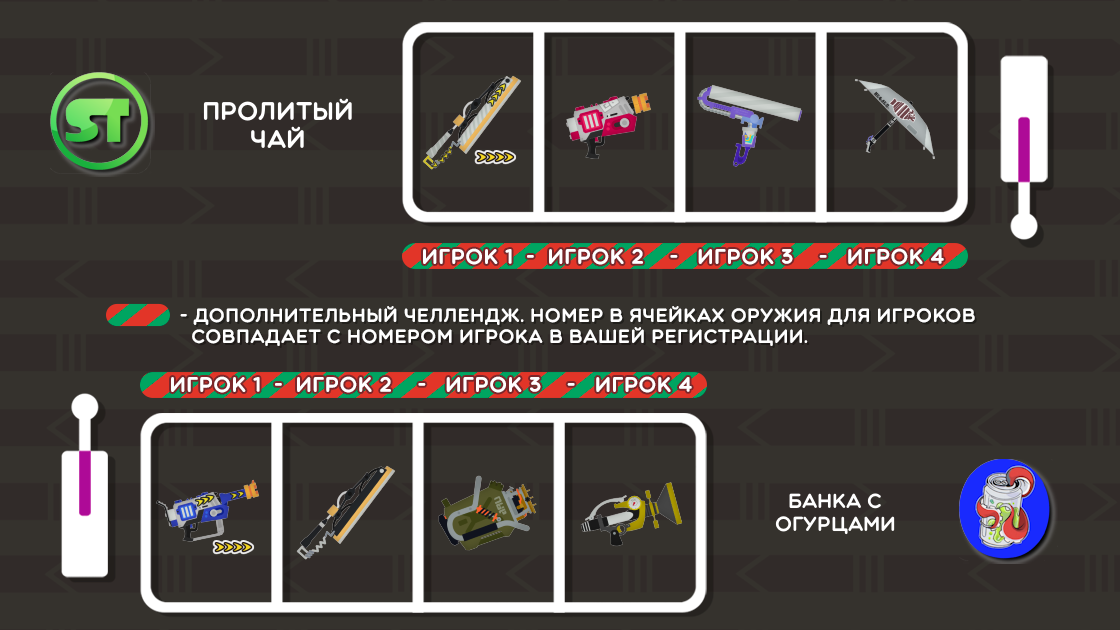 ST
ПРОЛИТЫЙ
ЧАЙ
ИГРОК 1 - ИГРОК 2 - ИГРОК 3 - ИГРОК 4
- ДОПОЛНИТЕЛЬНЫЙ ЧЕЛЛЕНДЖ. НОМЕР В ЯЧЕЙКАХ ОРУЖИЯ ДЛЯ ИГРОКОВ
СОВПАДАЕТ С НОМЕРОМ ИГРОКА В ВАШЕЙ РЕГИСТРАЦИИ.
ИГРОК 1 - ИГРОК 2 - ИГРОК 3 - ИГРОК 4
БАНКА С
ОГУРЦАМИ